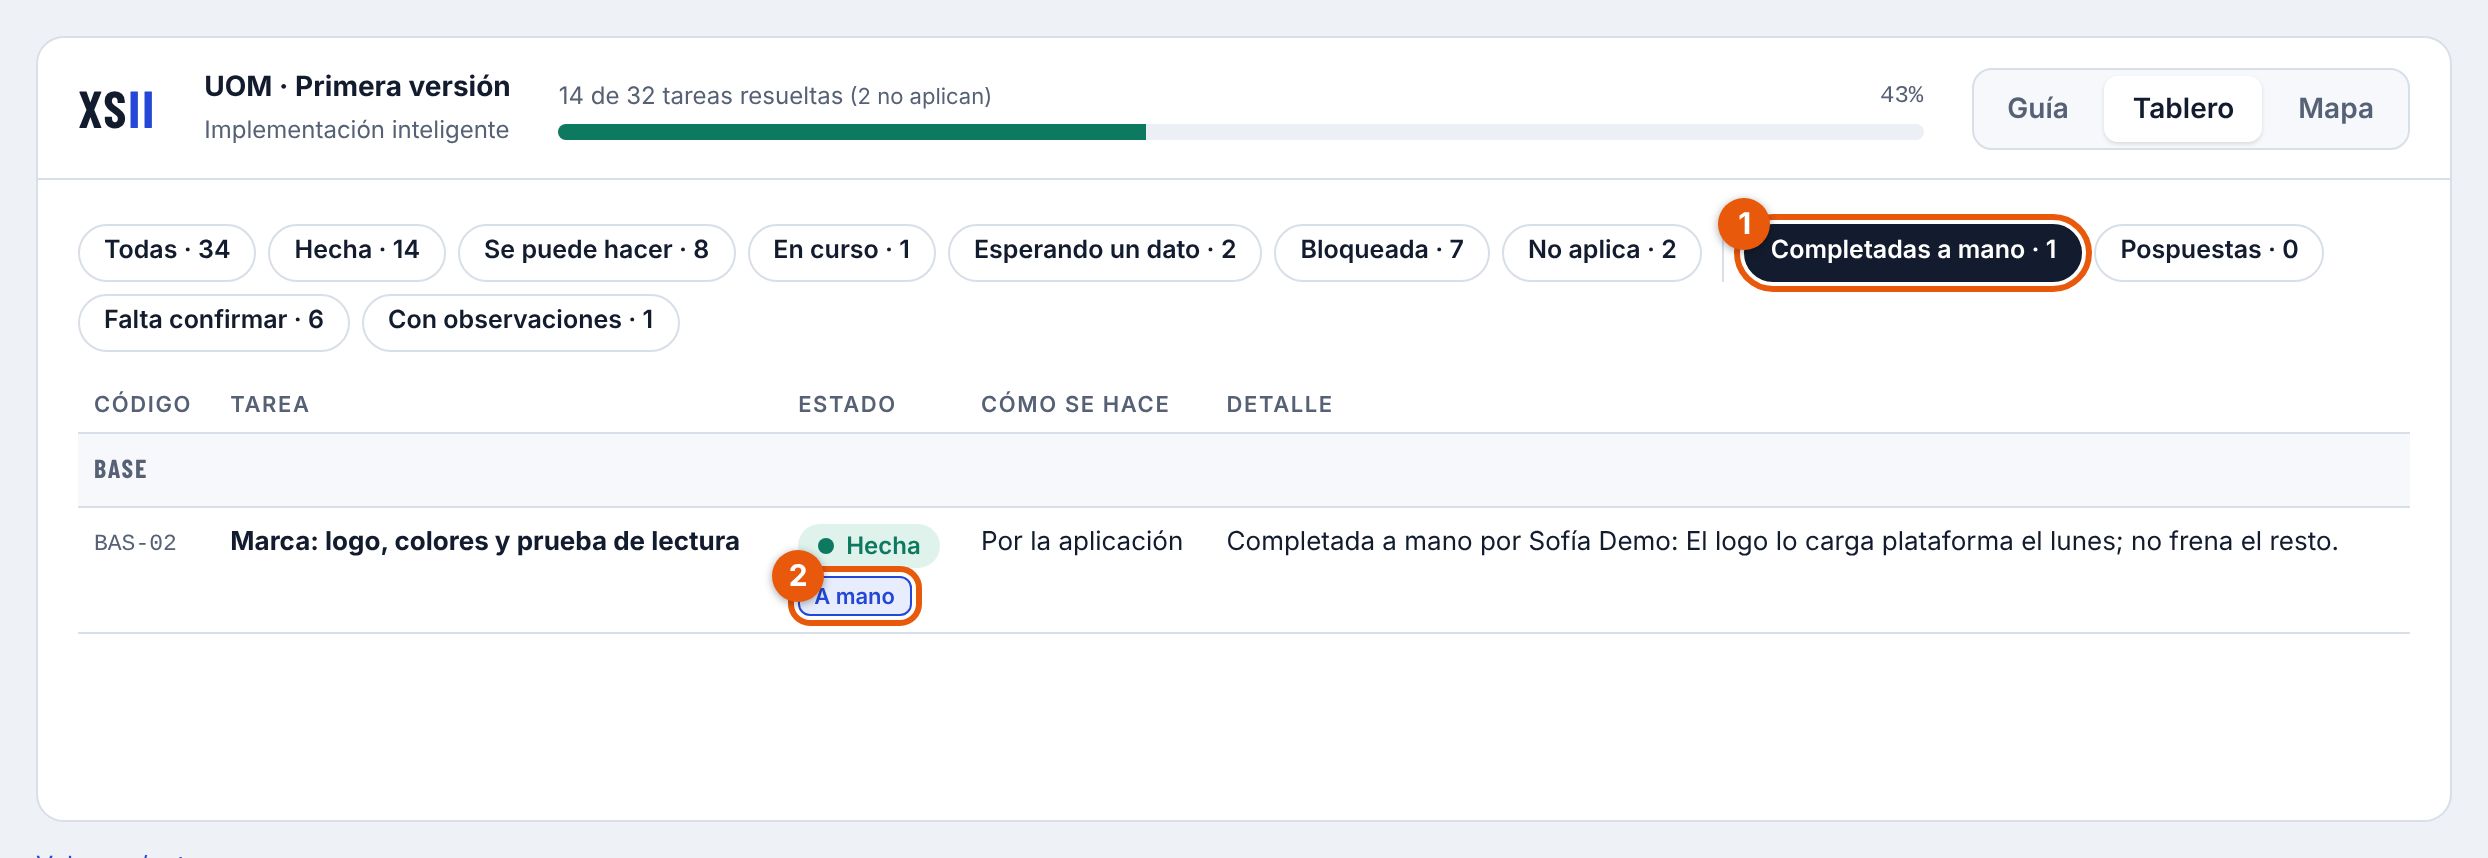 XSII
UOM · Primera versión
Implementación inteligente
14 de 32 tareas resueltas (2 no aplican)
43%
Guía
Tablero
Mapa
Todas · 34
Hecha · 14
Se puede hacer · 8
En curso · 1
Esperando un dato · 2
Bloqueada · 7
No aplica · 2
1
Completadas a mano · 1
Pospuestas · 0
Falta confirmar · 6
Con observaciones · 1
CÓDIGO
TAREA
ESTADO
CÓMO SE HACE
DETALLE
BASE
BAS-02
Marca: logo, colores y prueba de lectura
Hecha
2
A mano
Por la aplicación
Completada a mano por Sofía Demo: El logo lo carga plataforma el lunes; no frena el resto.